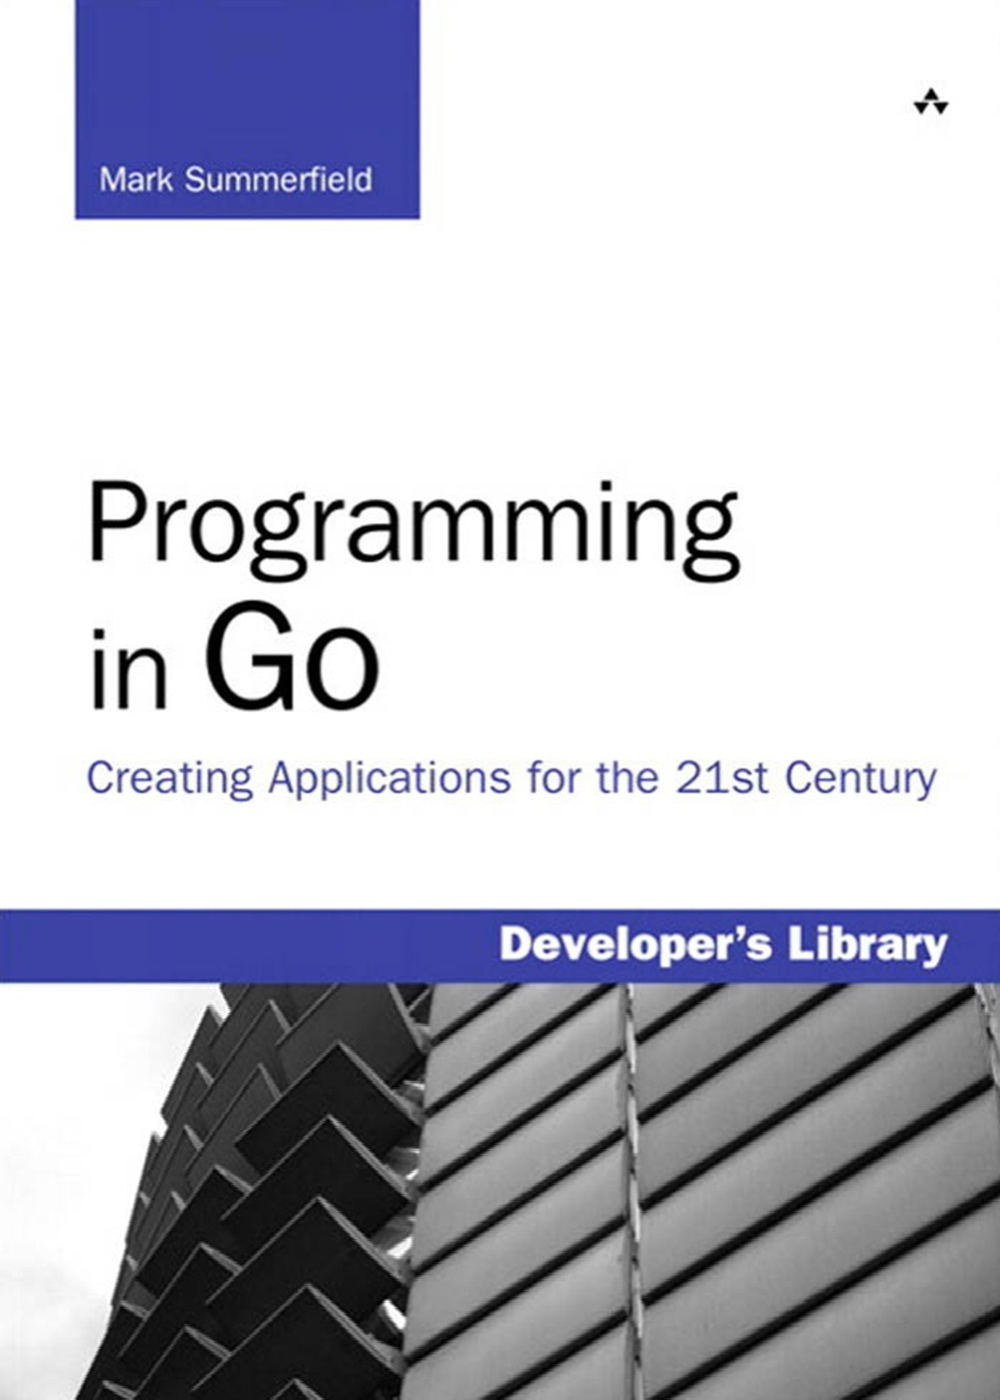 Mark Summerfield
Programming
in Go
Creating Applications for the 21st Century
Developer’s Library